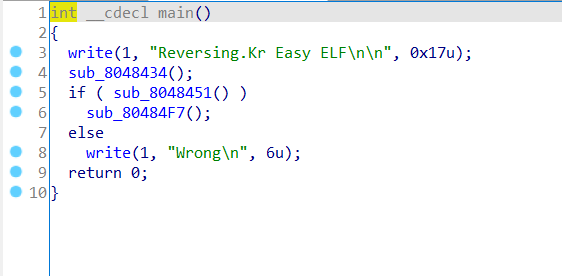 1 int __cdecl main()
2 {
3 write(1, "Reversing.Kr Easy ELF\n\n", 0x17u);
4 sub_8048434();
5 if ( sub_8048451() )
6 sub_80484F7();
7 else
8 write(1, "Wrong\n", 6u);
9 return 0;
10 }